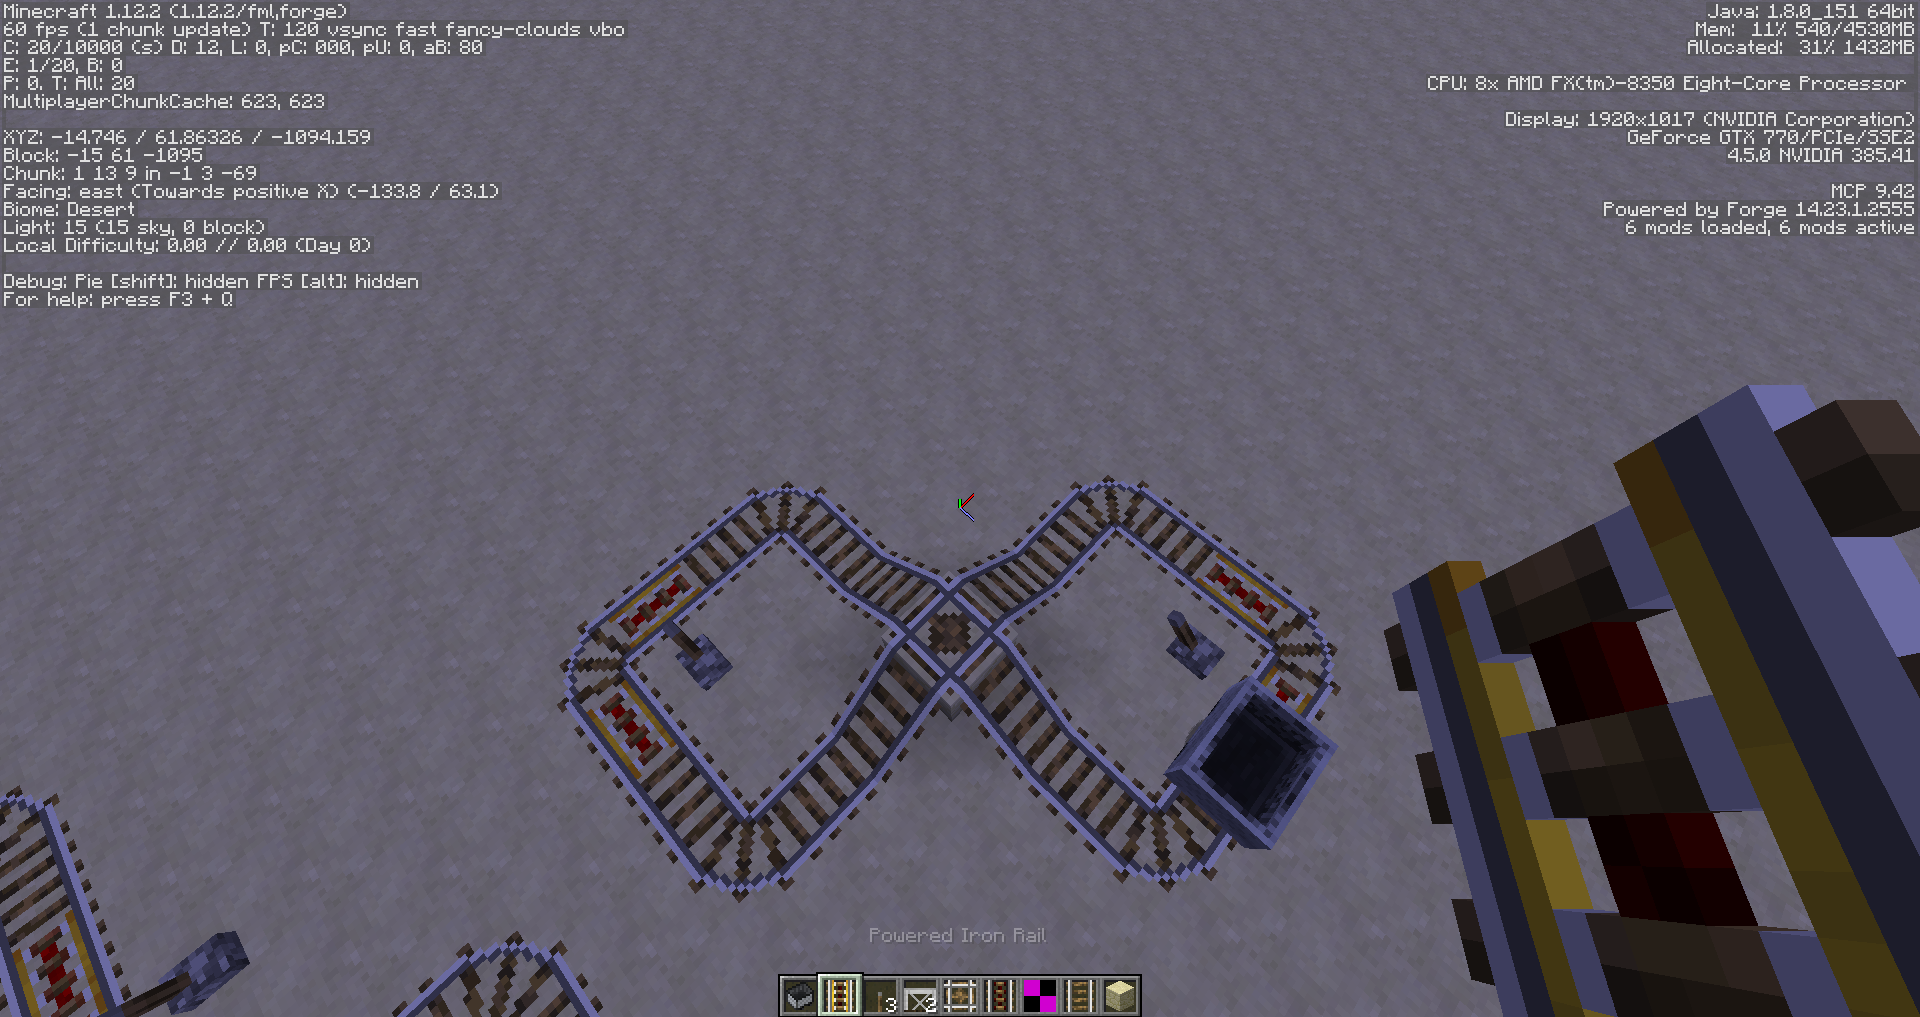 Minecraft 1.12.2 (1.12.2/fml,forge)
60 fps (1 chunk update) T: 120 vsync fast fancy-clouds vbo
C: 20/10000 (s) D: 12, L: 0, pC: 000, pU: 0, aB: 80
E: 1/20, B: 0
P: 0. T: All: 20
MultiplayerChunkCache: 623, 623
XYZ: -14.746 / 61.86326 / -1094.159
Block: -15 61 -1095
Chunk: 1 13 9 in -1 3 -69
Facing: east (Towards positive X) (-133.8 / 63.1)
Biome: Desert
Light: 15 (15 sky, 0 block)
Local Difficulty: 0.00 // 0.00 (Day 0)
Debug: Pie [shift]: hidden FPS [alt]: hidden
For help: press F3 + Q
Java: 1.8.0_151 64bit
Mem: 11% 540/4530MB
Allocated: 31% 1432MB
CPU: 8x AMD FX(tm)-8350 Eight-Core Processor
Display: 1920x1017 (NVIDIA Corporation)
GeForce GTX 770/PCIe/SSE2
4.5.0 NVIDIA 385.41
MCP 9.42
Powered by Forge 14.23.1.2555
6 mods loaded, 6 mods active
Powered Iron Rail
3
2